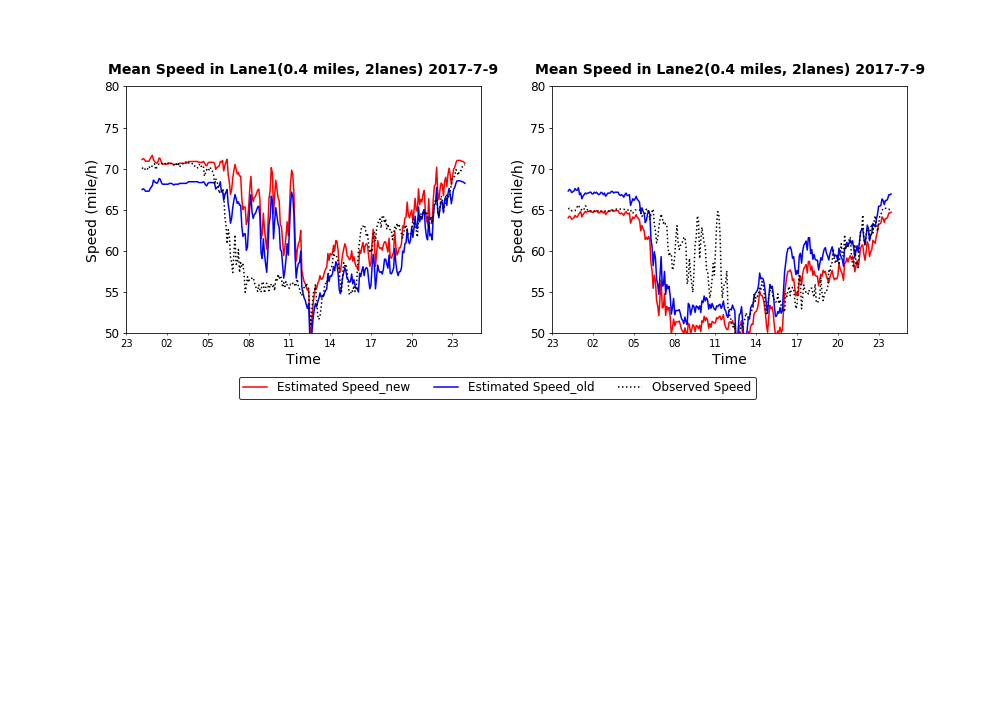 Mean Speed in Lane1(0.4 miles, 2lanes) 2017-7-9
80
75
70
65
60
55
50
Speed (mile/h)
23 02 05 08 11 14 17 20 23
Time
Mean Speed in Lane2(0.4 miles, 2lanes) 2017-7-9
80
75
70
65
60
55
50
Speed (mile/h)
23 02 05 08 11 14 17 20 23
Time
Estimated Speed_new Estimated Speed_old Observed Speed